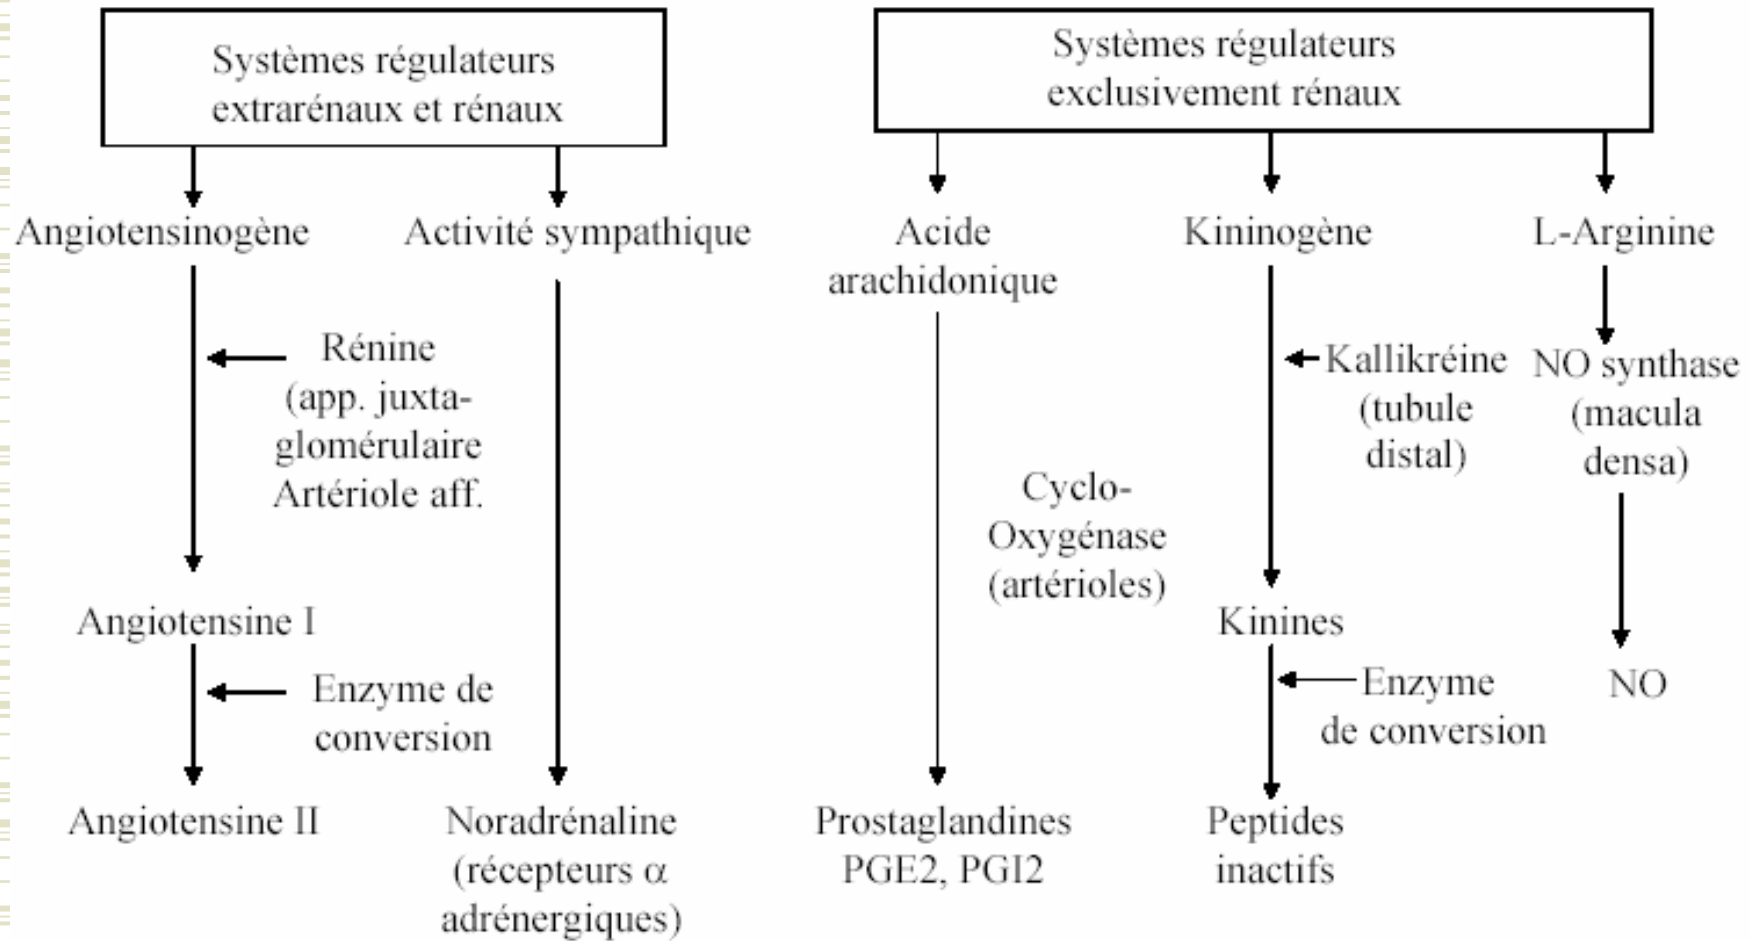 Systèmes régulateurs
extrarénaux et rénaux
Systèmes régulateurs
exclusivement rénaux
Angiotensinogène
Activité sympathique
Acide
arachidonique
Kininogène
L-Arginine
Rénine
(app. juxta-
glomérulaire
Artériole aff.
Kallikréine
(tubule
distal)
NO synthase
(macula
densa)
Cyclo-
Oxygénase
(artérioles)
Angiotensine I
Kinines
Enzyme de
conversion
Enzyme
de conversion
NO
Angiotensine II
Noradrénaline
(récepteurs α
adrénergiques)
Prostaglandines
PGE2, PGI2
Peptides
inactifs